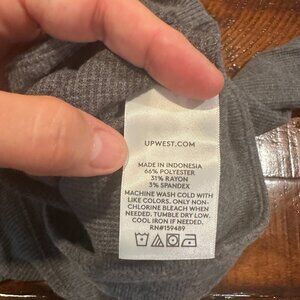 UPWEST.COM
MADE IN INDONESIA
66% POLYESTER
31% RAYON
3% SPANDEX
MACHINE WASH COLD WITH
LIKE COLORS. ONLY NON-
CHLORINE BLEACH WHEN
NEEDED. TUMBLE DRY LOW.
COOL IRON IF NEEDED.
RN#159489